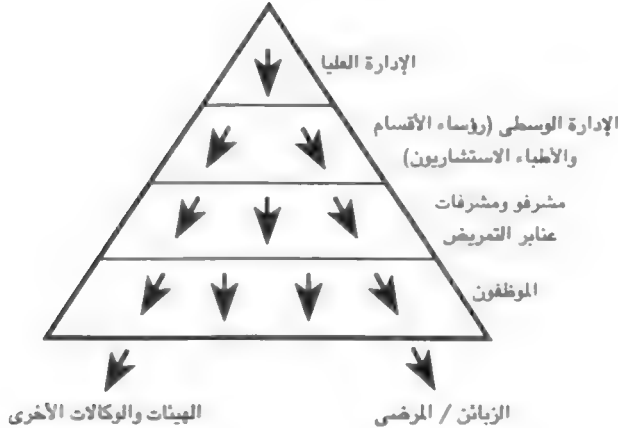 الإدارة العليا
الإدارة الوسطى (رؤساء الأقسام
والأطباء الاستشاريون)
مشرفو ومشرفات
عنابر التمريض
الموظفون
الزبائن / المرضى
الهيئات والوكالات الأخرى